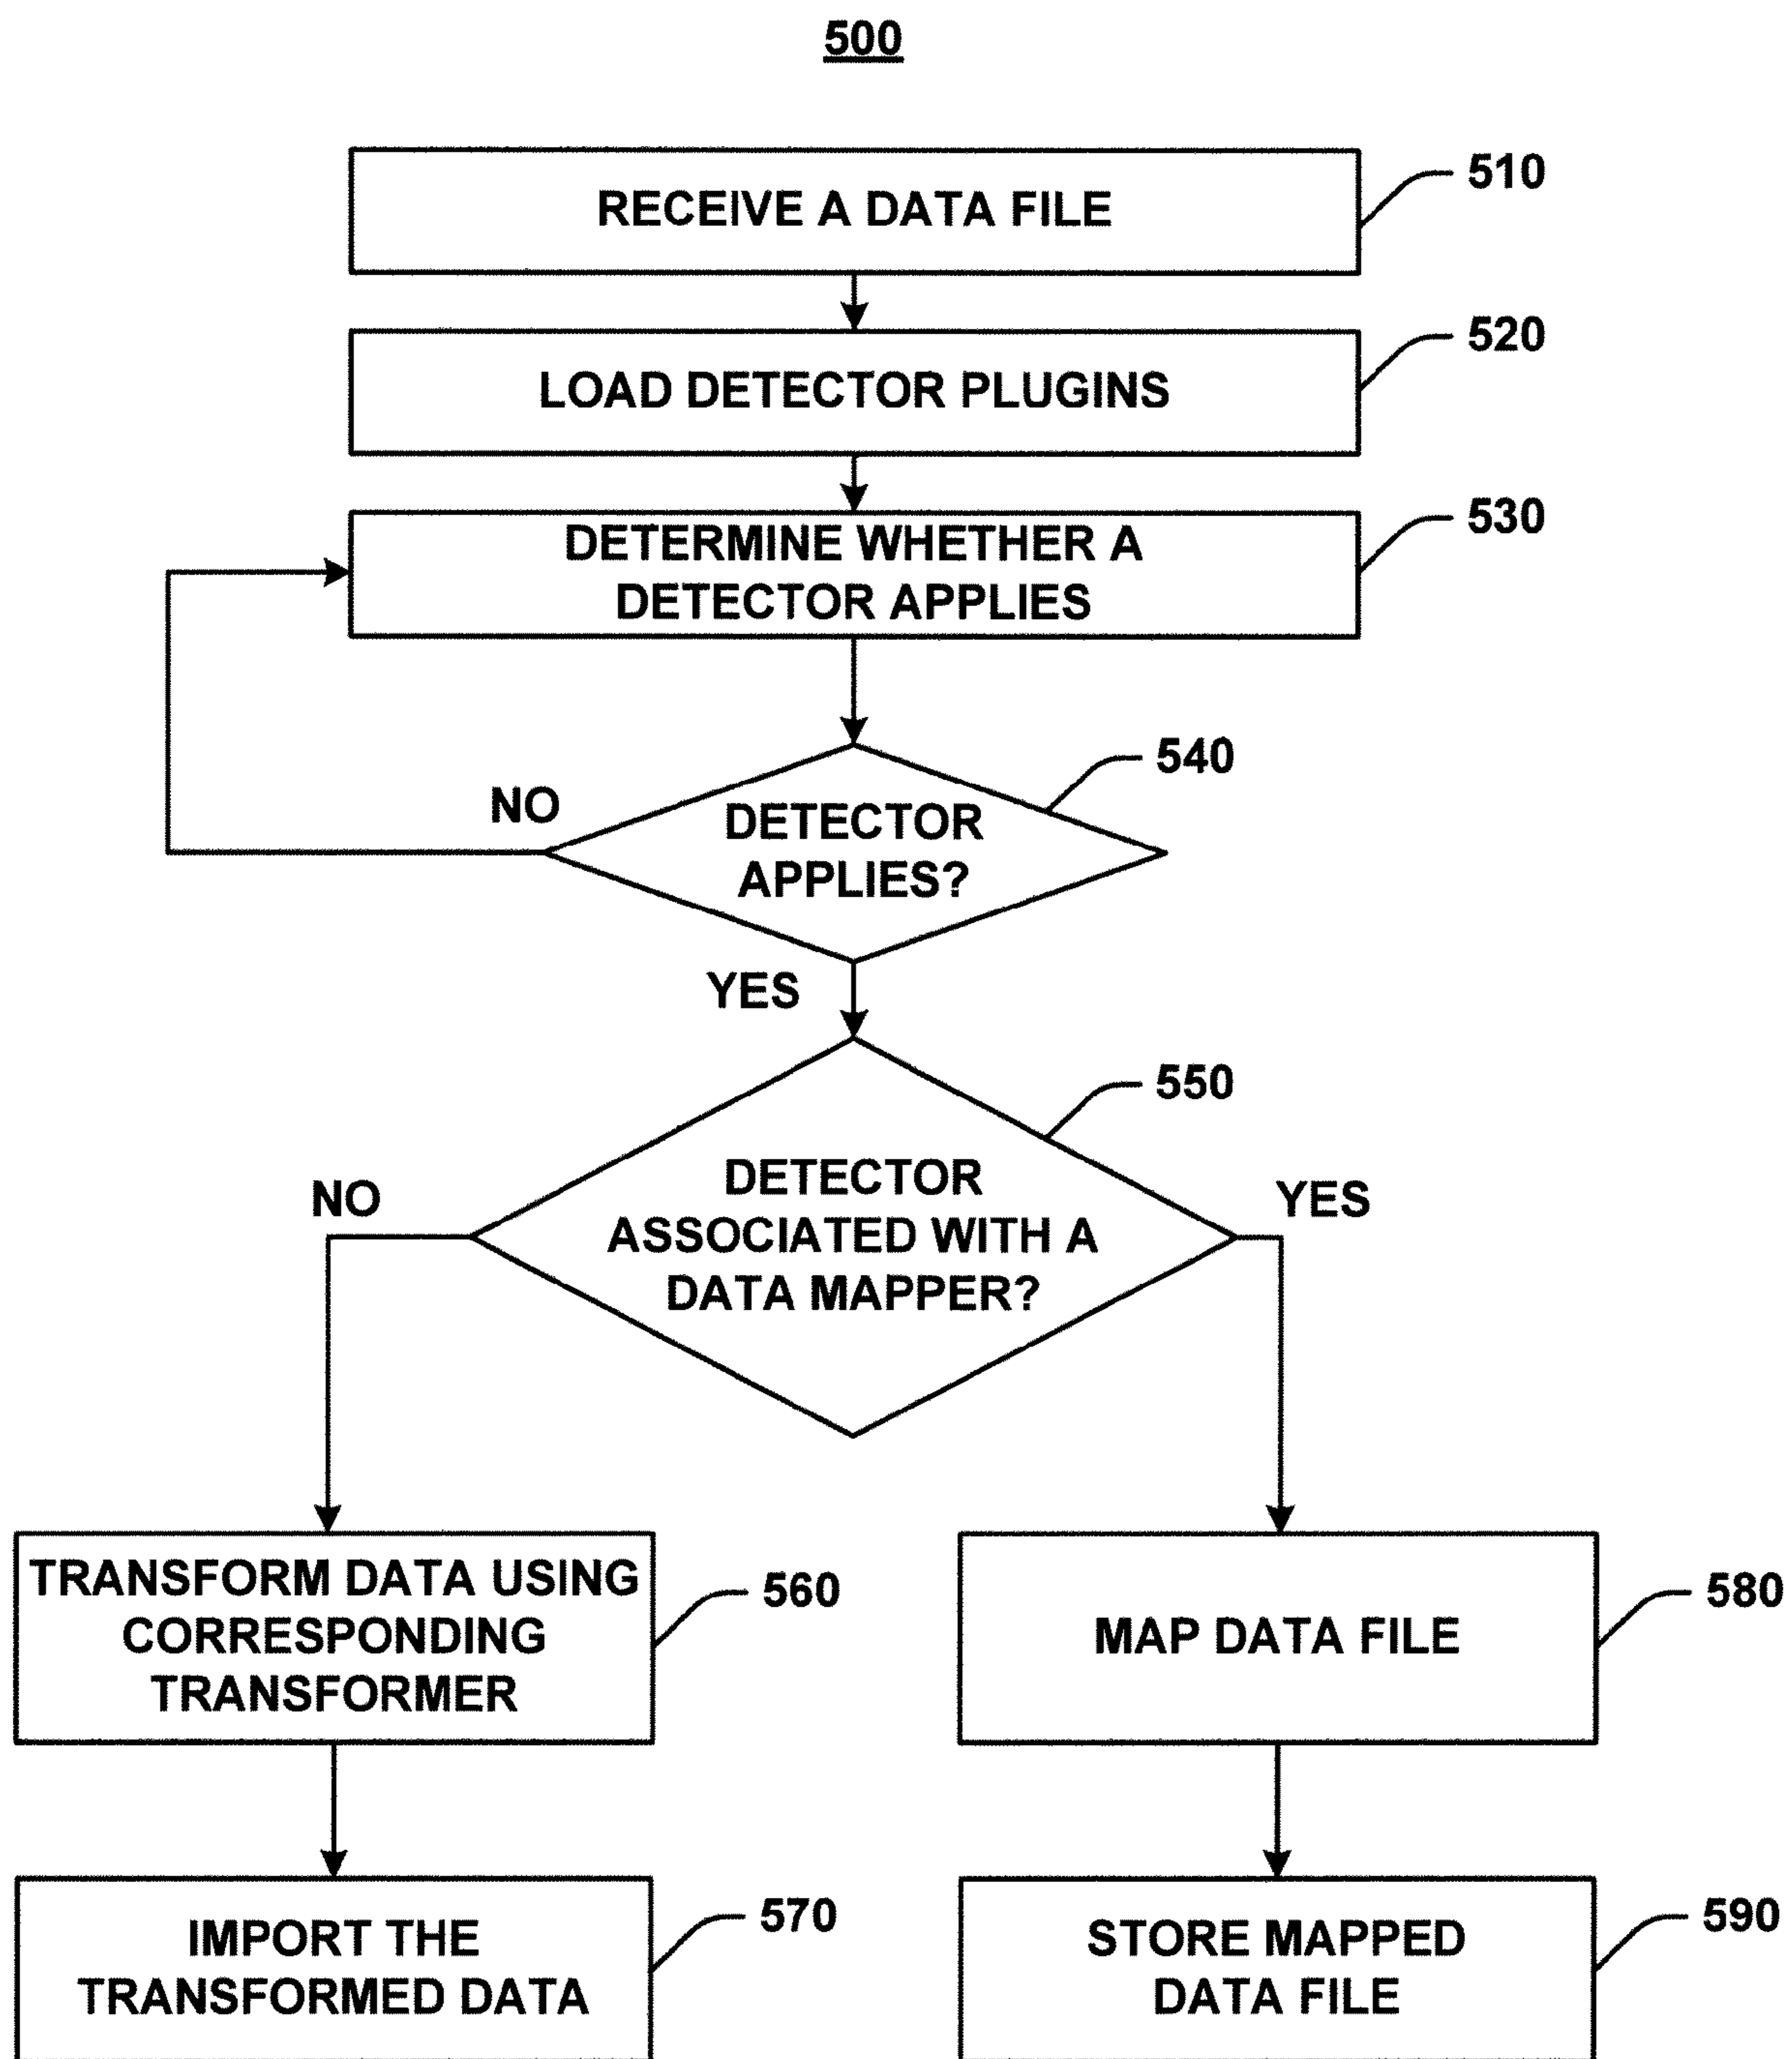 500
RECEIVE A DATA FILE
510
LOAD DETECTOR PLUGINS
520
DETERMINE WHETHER A
DETECTOR APPLIES
530
DETECTOR
APPLIES?
540
NO
YES
DETECTOR
ASSOCIATED WITH A
DATA MAPPER?
550
NO
YES
TRANSFORM DATA USING
CORRESPONDING
TRANSFORMER
560
MAP DATA FILE
580
IMPORT THE
TRANSFORMED DATA
570
STORE MAPPED
DATA FILE
590